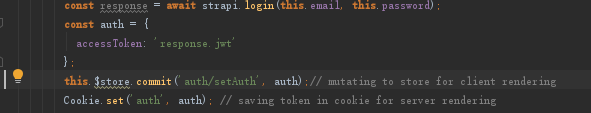 const response = await strapi.login(this.email, this.password);
const auth = {
accessToken: 'response.jwt'
};
this.$store.commit('auth/setAuth', auth);// mutating to store for client rendering
Cookie.set('auth', auth); // saving token in cookie for server rendering